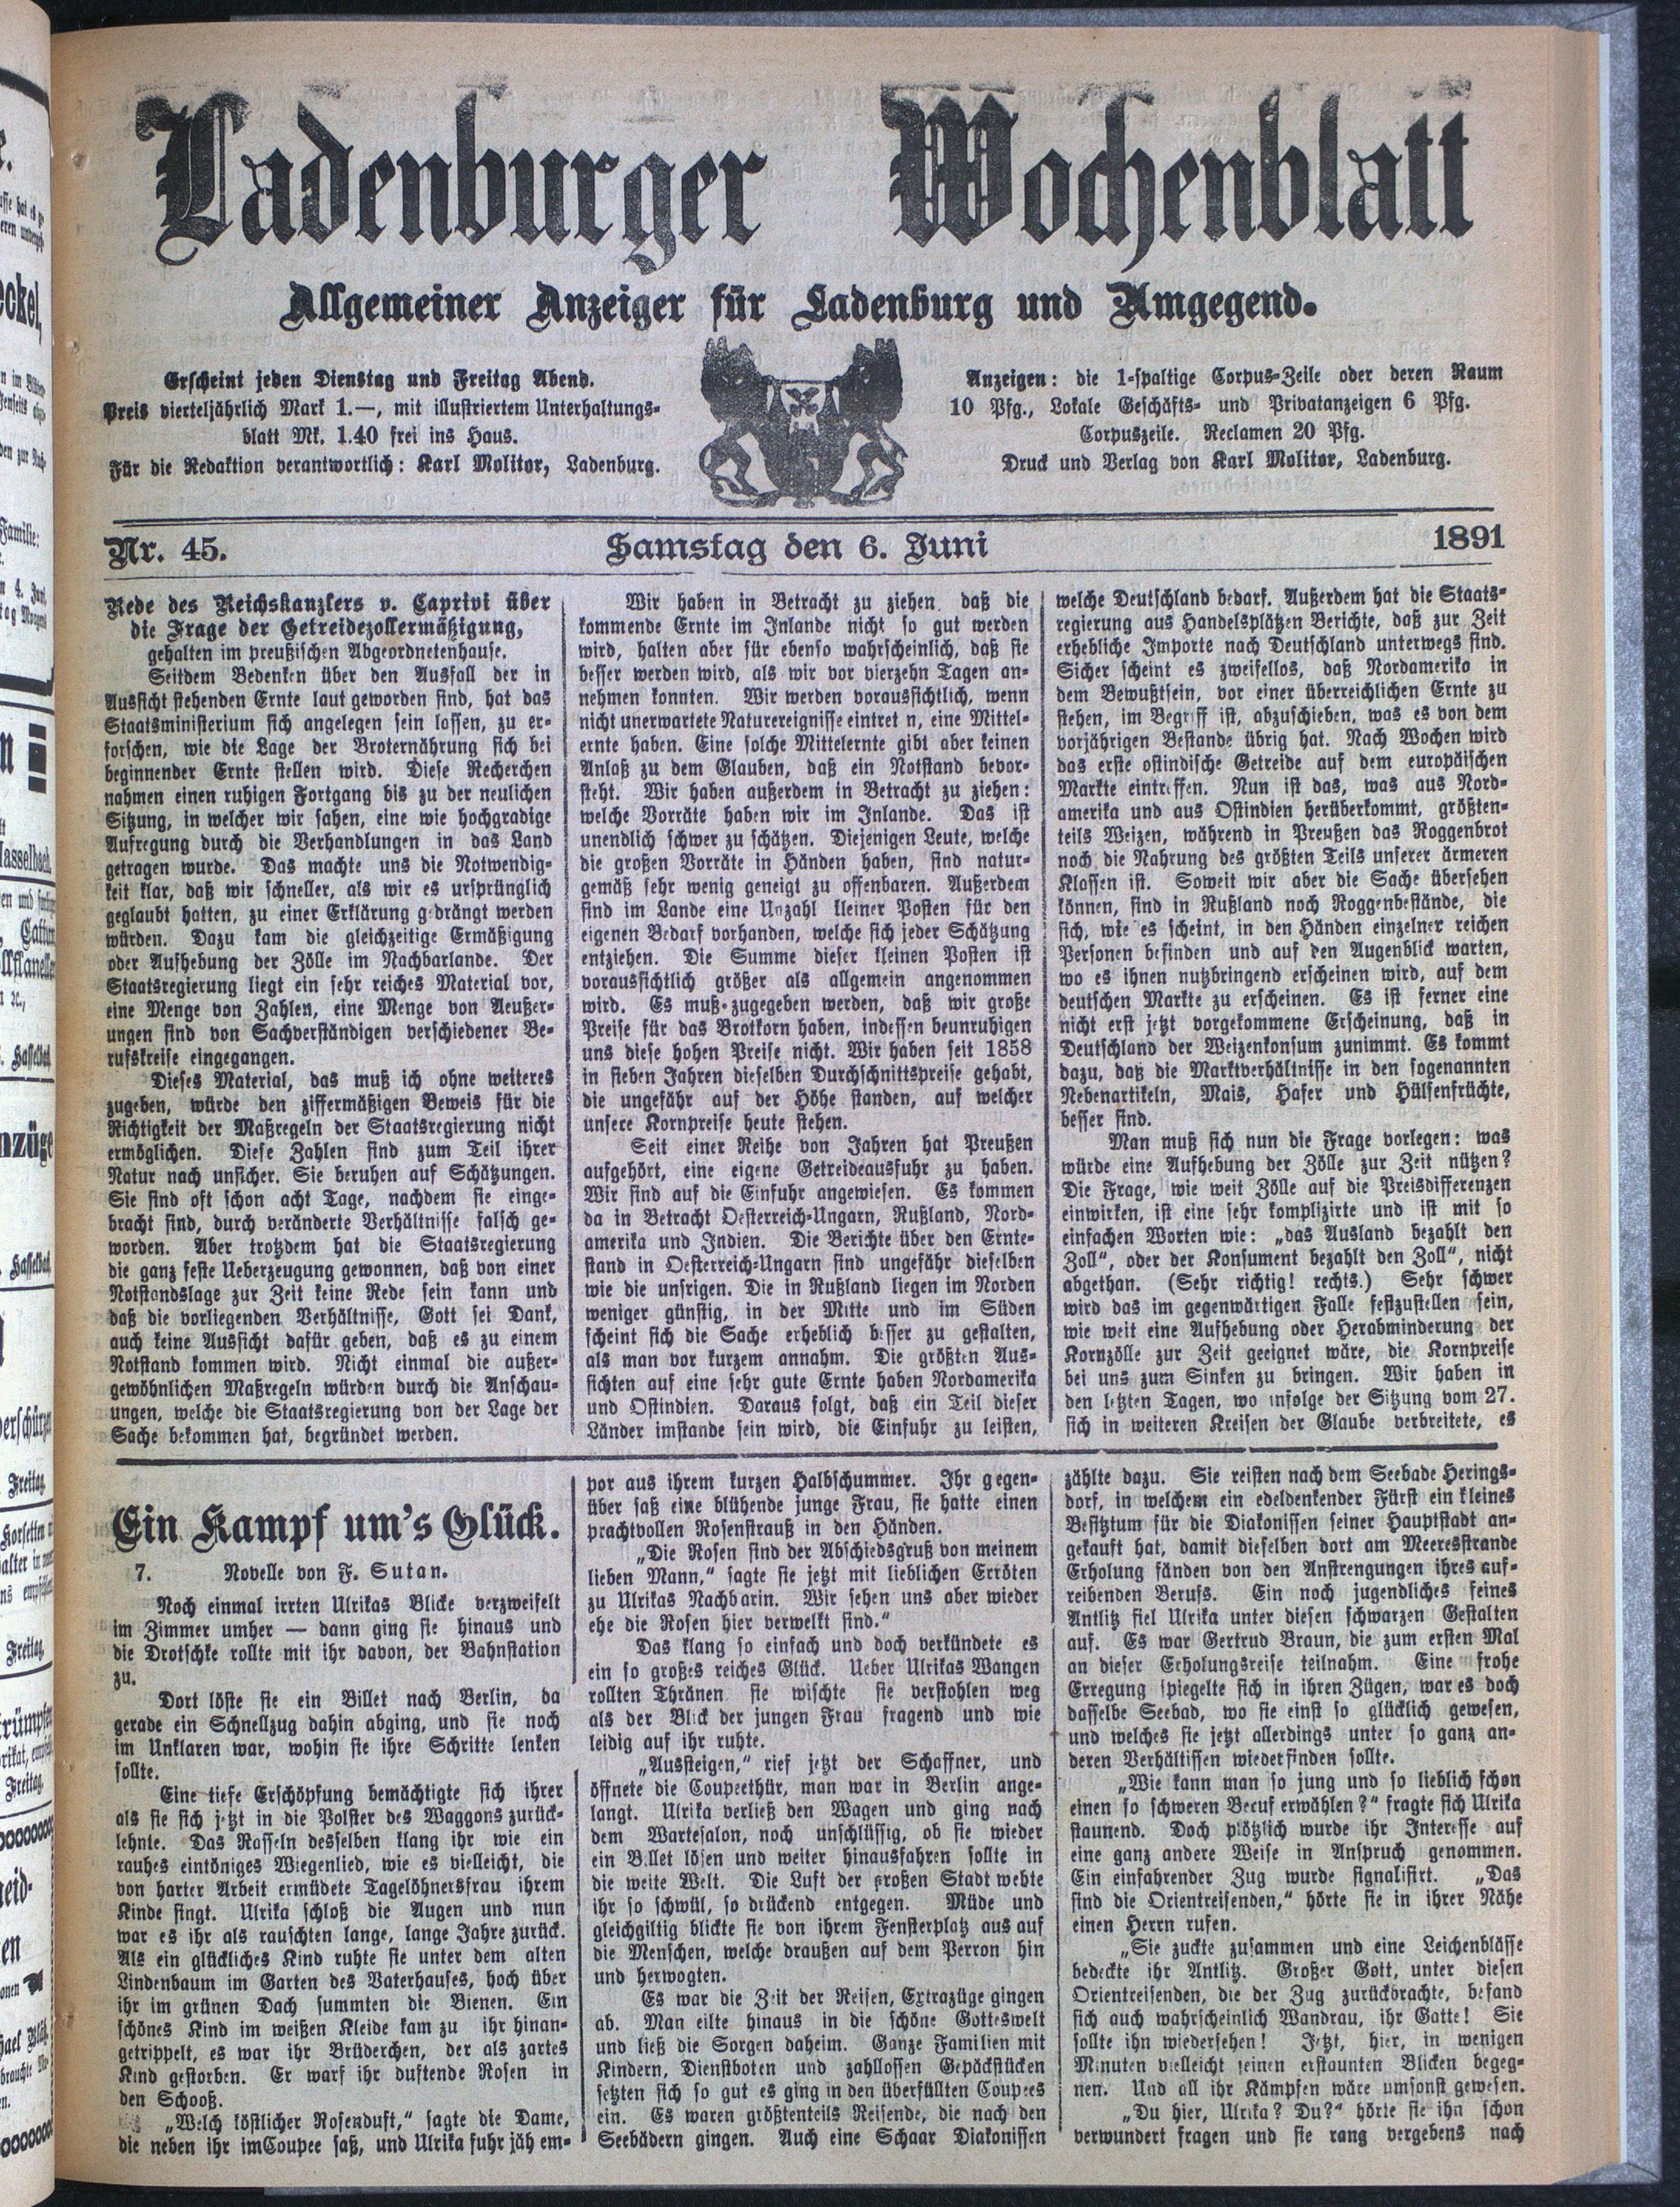 Ladenburger Wochenblatt
Allgemeiner Anzeiger für Ladenburg und Umgegend.
Erscheint jeden Dienstag und Freitag Abend.
Preis vierteljährlich Mark 1.—, mit illustriertem Unterhaltungs-
blatt Mk. 1.40 frei ins Haus.
Für die Redaktion verantwortlich: Karl Molitor, Ladenburg.
Anzeigen: die 1-spaltige Corpus-Zeile oder deren Raum
10 Pfg., Lokale Geschäfts- und Privatanzeigen 6 Pfg.
Corpuszeile. Reclamen 20 Pfg.
Druck und Verlag von Karl Molitor, Ladenburg.
Nr. 45. Samstag den 6. Juni 1891
Rede des Reichskanzlers v. Caprivi über
die Frage der Getreidezollermäßigung,
gehalten im preußischen Abgeordnetenhause.
Seitdem Bedenken über den Ausfall der in
Aussicht stehenden Ernte laut geworden sind, hat das
Staatsministerium sich angelegen sein lassen, zu er-
forschen, wie die Lage der Broternährung sich bei
beginnender Ernte stellen wird. Diese Recherchen
nahmen einen ruhigen Fortgang bis zu der neulichen
Sitzung, in welcher wir sahen, eine wie hochgradige
Aufregung durch die Verhandlungen in das Land
getragen wurde. Das machte uns die Notwendig-
keit klar, daß wir schneller, als wir es ursprünglich
geglaubt hatten, zu einer Erklärung g drängt werden
würden. Dazu kam die gleichzeitige Ermäßigung
oder Aufhebung der Zölle im Nachbarlande. Der
Staatsregierung liegt ein sehr reiches Material vor,
eine Menge von Zahlen, eine Menge von Aeußer-
ungen sind von Sachverständigen verschiedener Be-
rufskreise eingegangen.
Dieses Material, das muß ich ohne weiteres
zugeben, würde den ziffermäßigen Beweis für die
Richtigkeit der Maßregeln der Staatsregierung nicht
ermöglichen. Diese Zahlen sind zum Teil ihrer
Natur nach unsicher. Sie beruhen auf Schätzungen.
Sie sind oft schon acht Tage, nachdem sie einge-
bracht sind, durch veränderte Verhältnisse falsch ge-
worden. Aber trotzdem hat die Staatsregierung
die ganz feste Ueberzeugung gewonnen, daß von einer
Notstandslage zur Zeit keine Rede sein kann und
daß die vorliegenden Verhältnisse, Gott sei Dank,
auch keine Aussicht dafür geben, daß es zu einem
Notstand kommen wird. Nicht einmal die außer-
gewöhnlichen Maßregeln würden durch die Anschau-
ungen, welche die Staatsregierung von der Lage der
Sache bekommen hat, begründet werden.
Wir haben in Betracht zu ziehen, daß die
kommende Ernte im Inlande nicht so gut werden
wird, halten aber für ebenso wahrscheinlich, daß sie
besser werden wird, als wir vor vierzehn Tagen an-
nehmen konnten. Wir werden voraussichtlich, wenn
nicht unerwartete Naturereignisse eintret n, eine Mittel-
ernte haben. Eine solche Mittelernte gibt aber keinen
Anlaß zu dem Glauben, daß ein Notstand bevor-
steht. Wir haben außerdem in Betracht zu ziehen:
welche Vorräte haben wir im Inlande. Das ist
unendlich schwer zu schätzen. Diejenigen Leute, welche
die großen Vorräte in Händen haben, sind natur-
gemäß sehr wenig geneigt zu offenbaren. Außerdem
sind im Lande eine Unzahl kleiner Posten für den
eigenen Bedarf vorhanden, welche sich jeder Schätzung
entziehen. Die Summe dieser kleinen Posten ist
voraussichtlich größer als allgemein angenommen
wird. Es muß zugegeben werden, daß wir große
Preise für das Brotkorn haben, indessen beunruhigen
uns diese hohen Preise nicht. Wir haben seit 1858
in sieben Jahren dieselben Durchschnittspreise gehabt,
die ungefähr auf der Höhe standen, auf welcher
unsere Kornpreise heute stehen.
Seit einer Reihe von Jahren hat Preußen
aufgehört, eine eigene Getreideausfuhr zu haben.
Wir sind auf die Einfuhr angewiesen. Es kommen
da in Betracht Oesterreich-Ungarn, Rußland, Nord-
amerika und Indien. Die Berichte über den Ernte-
stand in Oesterreich-Ungarn sind ungefähr dieselben
wie die unsrigen. Die in Rußland liegen im Norden
weniger günstig, in der Mitte und im Süden
scheint sich die Sache erheblich besser zu gestalten,
als man vor kurzem annahm. Die größten Aus-
sichten auf eine sehr gute Ernte haben Nordamerika
und Ostindien. Daraus folgt, daß ein Teil dieser
Länder imstande sein wird, die Einfuhr zu leisten,
welche Deutschland bedarf. Außerdem hat die Staats-
regierung aus Handelsplätzen Berichte, daß zur Zeit
erhebliche Importe nach Deutschland unterwegs sind.
Sicher scheint es zweifellos, daß Nordamerika in
dem Bewußtsein, vor einer überreichlichen Ernte zu
stehen, im Begriff ist, abzuschieben, was es von dem
vorjährigen Bestande übrig hat. Nach Wochen wird
das erste ostindische Getreide auf dem europäischen
Markte eintreffen. Nun ist das, was aus Nord-
amerika und aus Ostindien herüberkommt, größten-
teils Weizen, während in Preußen das Roggenbrot
noch die Nahrung des größten Teils unserer ärmeren
Klassen ist. Soweit wir aber die Sache übersehen
können, sind in Rußland noch Roggenbestände, die
sich, wie es scheint, in den Händen einzelner reichen
Personen befinden und auf den Augenblick warten,
wo es ihnen nutzbringend erscheinen wird, auf dem
deutschen Markte zu erscheinen. Es ist ferner eine
nicht erst jetzt vorgekommene Erscheinung, daß in
Deutschland der Weizenkonsum zunimmt. Es kommt
dazu, daß die Marktverhältnisse in den sogenannten
Nebenartikeln, Mais, Hafer und Hülsenfrüchte,
besser sind.
Man muß sich nun die Frage vorlegen: was
würde eine Aufhebung der Zölle zur Zeit nützen?
Die Frage, wie weit Zölle auf die Preisdifferenzen
einwirken, ist eine sehr komplizirte und ist mit so
einfachen Worten wie: „das Ausland bezahlt den
Zoll“, oder der Konsument bezahlt den Zoll“, nicht
abgethan. (Sehr richtig! rechts.) Sehr schwer
wird das im gegenwärtigen Falle festzustellen sein,
wie weit eine Aufhebung oder Herabminderung der
Kornzölle zur Zeit geeignet wäre, die Kornpreise
bei uns zum Sinken zu bringen. Wir haben in
den letzten Tagen, wo infolge der Sitzung vom 27.
sich in weiteren Kreisen der Glaube verbreitete, es
Ein Kampf um's Glück.
7. Novelle von F. Sutan.
Noch einmal irrten Ulrikas Blicke verzweifelt
im Zimmer umher — dann ging sie hinaus und
die Drotschke rollte mit ihr davon, der Bahnstation
zu.
Dort löste sie ein Billet nach Berlin, da
gerade ein Schnellzug dahin abging, und sie noch
im Unklaren war, wohin sie ihre Schritte lenken
sollte.
Eine tiefe Erschöpfung bemächtigte sich ihrer
als sie sich jetzt in die Polster des Waggons zurück-
lehnte. Das Rasseln desselben klang ihr wie ein
rauhes eintöniges Wiegenlied, wie es vielleicht, die
von harter Arbeit ermüdete Tagelöhnersfrau ihrem
Kinde singt. Ulrika schloß die Augen und nun
war es ihr als rauschten lange, lange Jahre zurück.
Als ein glückliches Kind ruhte sie unter dem alten
Lindenbaum im Garten des Vaterhauses, hoch über
ihr im grünen Dach summten die Bienen. Ein
schönes Kind im weißen Kleide kam zu ihr hinan-
getrippelt, es war ihr Brüderchen, der als zartes
Kind gestorben. Er warf ihr duftende Rosen in
den Schooß.
„Welch köstlicher Rosenduft,“ sagte die Dame,
die neben ihr imCoupee saß, und Ulrika fuhr jäh em-
por aus ihrem kurzen Halbschummer. Ihr gegen-
über saß eine blühende junge Frau, sie hatte einen
prachtvollen Rosenstrauß in den Händen.
„Die Rosen sind der Abschiedsgruß von meinem
lieben Mann,“ sagte sie jetzt mit lieblichen Erröten
zu Ulrikas Nachbarin. Wir sehen uns aber wieder
ehe die Rosen hier verwelkt sind.“
Das klang so einfach und doch verkündete es
ein so großes reiches Glück. Ueber Ulrikas Wangen
rollten Thränen sie wischte sie verstohlen weg
als der Blick der jungen Frau fragend und wie
leidig auf ihr ruhte.
„Aussteigen,“ rief jetzt der Schaffner, und
öffnete die Coupeethür, man war in Berlin ange-
langt. Ulrika verließ den Wagen und ging nach
dem Wartesalon, noch unschlüssig, ob sie wieder
ein Billet lösen und weiter hinausfahren sollte in
die weite Welt. Die Luft der großen Stadt wehte
ihr so schwül, so drückend entgegen. Müde und
gleichgiltig blickte sie von ihrem Fensterplatz aus auf
die Menschen, welche draußen auf dem Perron hin
und herwogten.
Es war die Zeit der Reisen, Extrazüge gingen
ab. Man eilte hinaus in die schöne Gotteswelt
und ließ die Sorgen daheim. Ganze Familien mit
Kindern, Dienstboten und zahllossen Gepäckstücken
setzten sich so gut es ging in den überfüllten Coupees
ein. Es waren größtenteils Reisende, die nach den
Seebädern gingen. Auch eine Schaar Diakonissen
zählte dazu. Sie reisten nach dem Seebade Herings-
dorf, in welchem ein edeldenkender Fürst ein kleines
Besitztum für die Diakonissen seiner Hauptstadt an-
gekauft hat, damit dieselben dort am Meeresstrande
Erholung fänden von den Anstrengungen ihres auf-
reibenden Berufs. Ein noch jugendliches feines
Antlitz fiel Ulrika unter diesen schwarzen Gestalten
auf. Es war Gertrud Braun, die zum ersten Mal
an dieser Erholungsreise teilnahm. Eine frohe
Erregung spiegelte sich in ihren Zügen, war es doch
dasselbe Seebad, wo sie einst so glücklich gewesen,
und welches sie jetzt allerdings unter so ganz an-
deren Verhältissen wiederfinden sollte.
„Wie kann man so jung und so lieblich schon
einen so schweren Beruf erwählen?“ fragte sich Ulrika
staunend. Doch plötzlich wurde ihr Interesse auf
eine ganz andere Weise in Anspruch genommen.
Ein einfahrender Zug wurde signalisirt. „Das
sind die Orientreisenden,“ hörte sie in ihrer Nähe
einen Herrn rufen.
„Sie zuckte zusammen und eine Leichenblässe
bedeckte ihr Antlitz. Großer Gott, unter diesen
Orientreisenden, die der Zug zurückbrachte, befand
sich auch wahrscheinlich Wandrau, ihr Gatte! Sie
sollte ihn wiedersehen! Jetzt, hier, in wenigen
Minuten vielleicht seinen erstaunten Blicken begeg-
nen. Und all ihr Kämpfen wäre umsonst gewesen.
„Du hier, Ulrika? Du?“ hörte sie ihn schon
verwundert fragen und sie rang vergebens nach